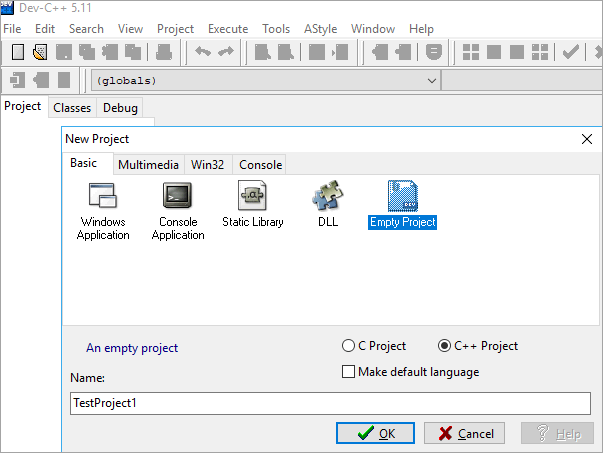 Dev-C++ 5.11
File Edit Search View Project Execute Tools AStyle Window Help
(globals)
Project Classes Debug
New Project
Basic Multimedia Win32 Console
Windows Application
Console Application
Static Library
DLL
DEV
Empty Project
An empty project
C Project C++ Project
Make default language
Name:
TestProject1
OK Cancel Help